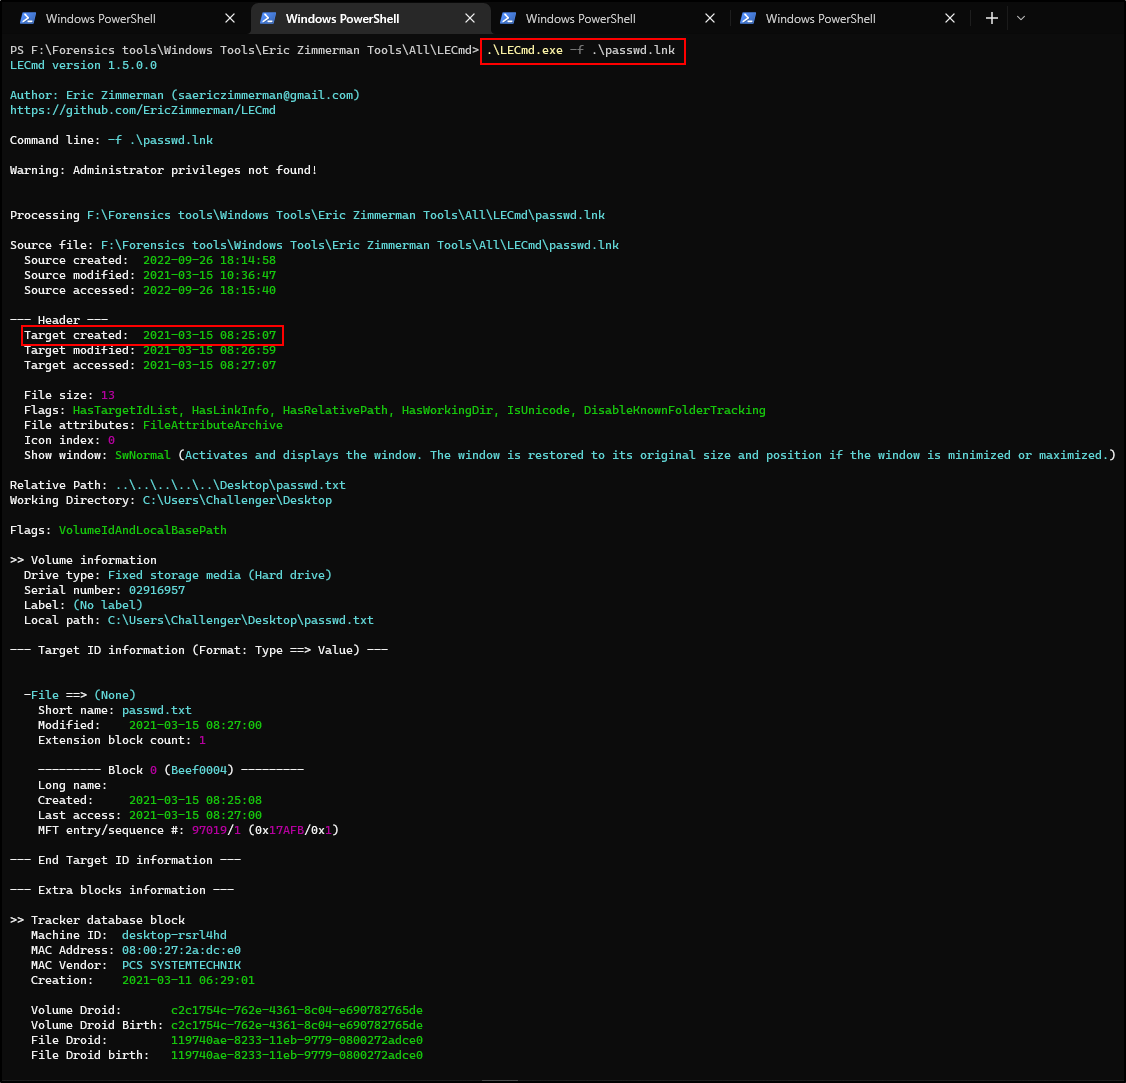 Windows PowerShell
Windows PowerShell
Windows PowerShell
Windows PowerShell
PS F:\Forensics tools\Windows Tools\Eric Zimmerman Tools\All\LECmd> .\LECmd.exe -f .\passwd.lnk
LECmd version 1.5.0.0
Author: Eric Zimmerman (saericzimmerman@gmail.com)
https://github.com/EricZimmerman/LECmd
Command line: -f .\passwd.lnk
Warning: Administrator privileges not found!
Processing F:\Forensics tools\Windows Tools\Eric Zimmerman Tools\All\LECmd\passwd.lnk
Source file: F:\Forensics tools\Windows Tools\Eric Zimmerman Tools\All\LECmd\passwd.lnk
Source created:  2022-09-26 18:14:58
Source modified: 2021-03-15 10:36:47
Source accessed: 2022-09-26 18:15:40
--- Header ---
Target created:  2021-03-15 08:25:07
Target modified: 2021-03-15 08:26:59
Target accessed: 2021-03-15 08:27:07
File size: 13
Flags: HasTargetIdList, HasLinkInfo, HasRelativePath, HasWorkingDir, IsUnicode, DisableKnownFolderTracking
File attributes: FileAttributeArchive
Icon index: 0
Show window: SwNormal (Activates and displays the window. The window is restored to its original size and position if the window is minimized or maximized.)
Relative Path: ..\..\..\..\..\Desktop\passwd.txt
Working Directory: C:\Users\Challenger\Desktop
Flags: VolumeIdAndLocalBasePath
>> Volume information
Drive type: Fixed storage media (Hard drive)
Serial number: 02916957
Label: (No label)
Local path: C:\Users\Challenger\Desktop\passwd.txt
--- Target ID information (Format: Type ==> Value) ---
-File ==> (None)
Short name: passwd.txt
Modified:    2021-03-15 08:27:00
Extension block count: 1
--------- Block 0 (Beef0004) ---------
Long name:
Created:     2021-03-15 08:25:08
Last access: 2021-03-15 08:27:00
MFT entry/sequence #: 97019/1 (0x17AFB/0x1)
--- End Target ID information ---
--- Extra blocks information ---
>> Tracker database block
Machine ID:  desktop-rsrl4hd
MAC Address: 08:00:27:2a:dc:e0
MAC Vendor:  PCS SYSTEMTECHNIK
Creation:    2021-03-11 06:29:01
Volume Droid:       c2c1754c-762e-4361-8c04-e690782765de
Volume Droid Birth: c2c1754c-762e-4361-8c04-e690782765de
File Droid:         119740ae-8233-11eb-9779-0800272adce0
File Droid birth:   119740ae-8233-11eb-9779-0800272adce0